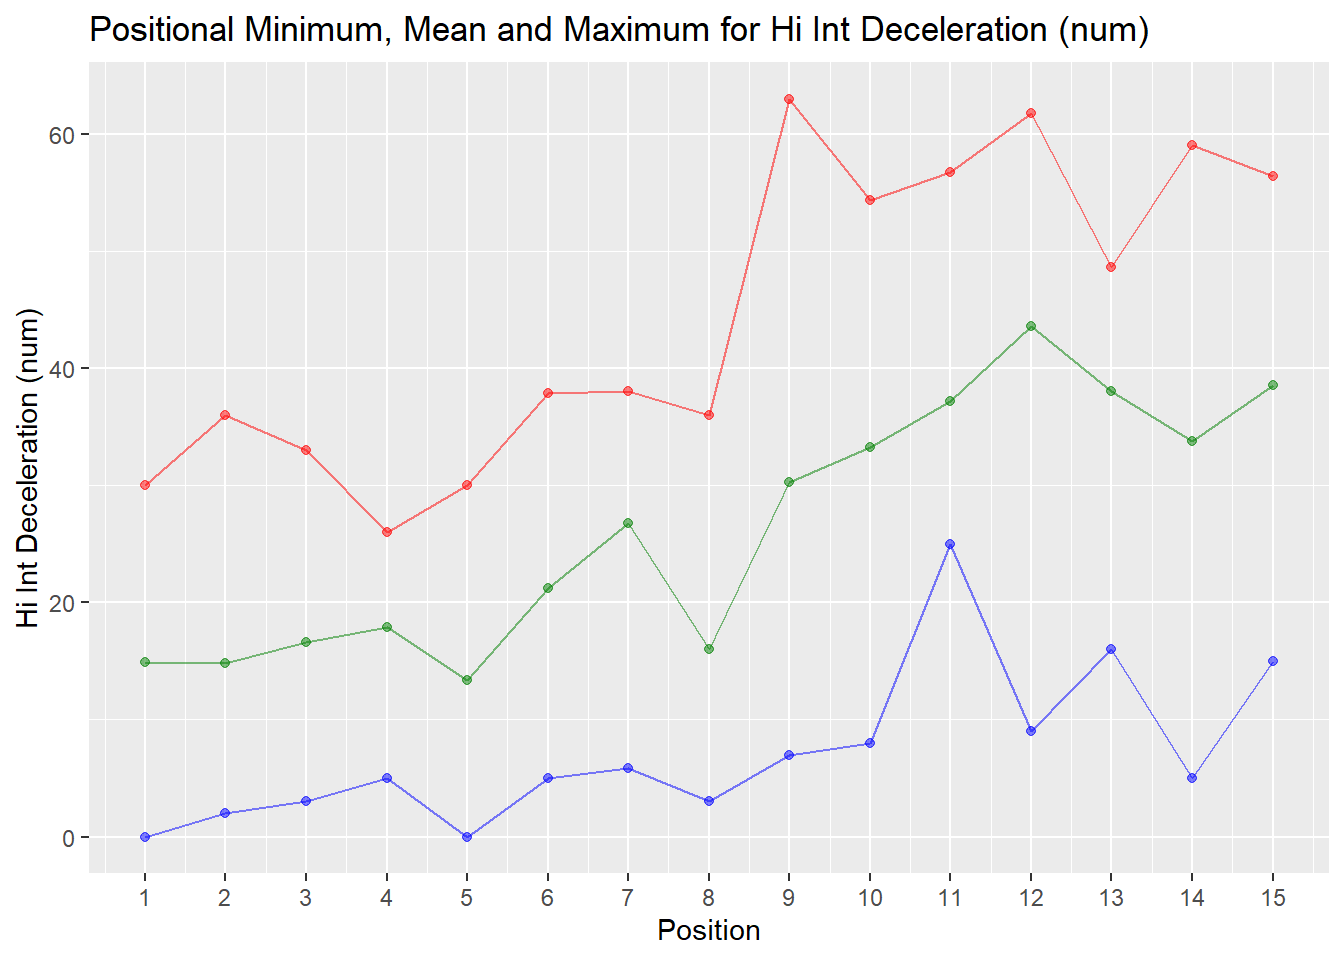 Positional Minimum, Mean and Maximum for Hi Int Deceleration (num)
Hi Int Deceleration (num)
60
40
20
0
1 2 3 4 5 6 7 8 9 10 11 12 13 14 15
Position